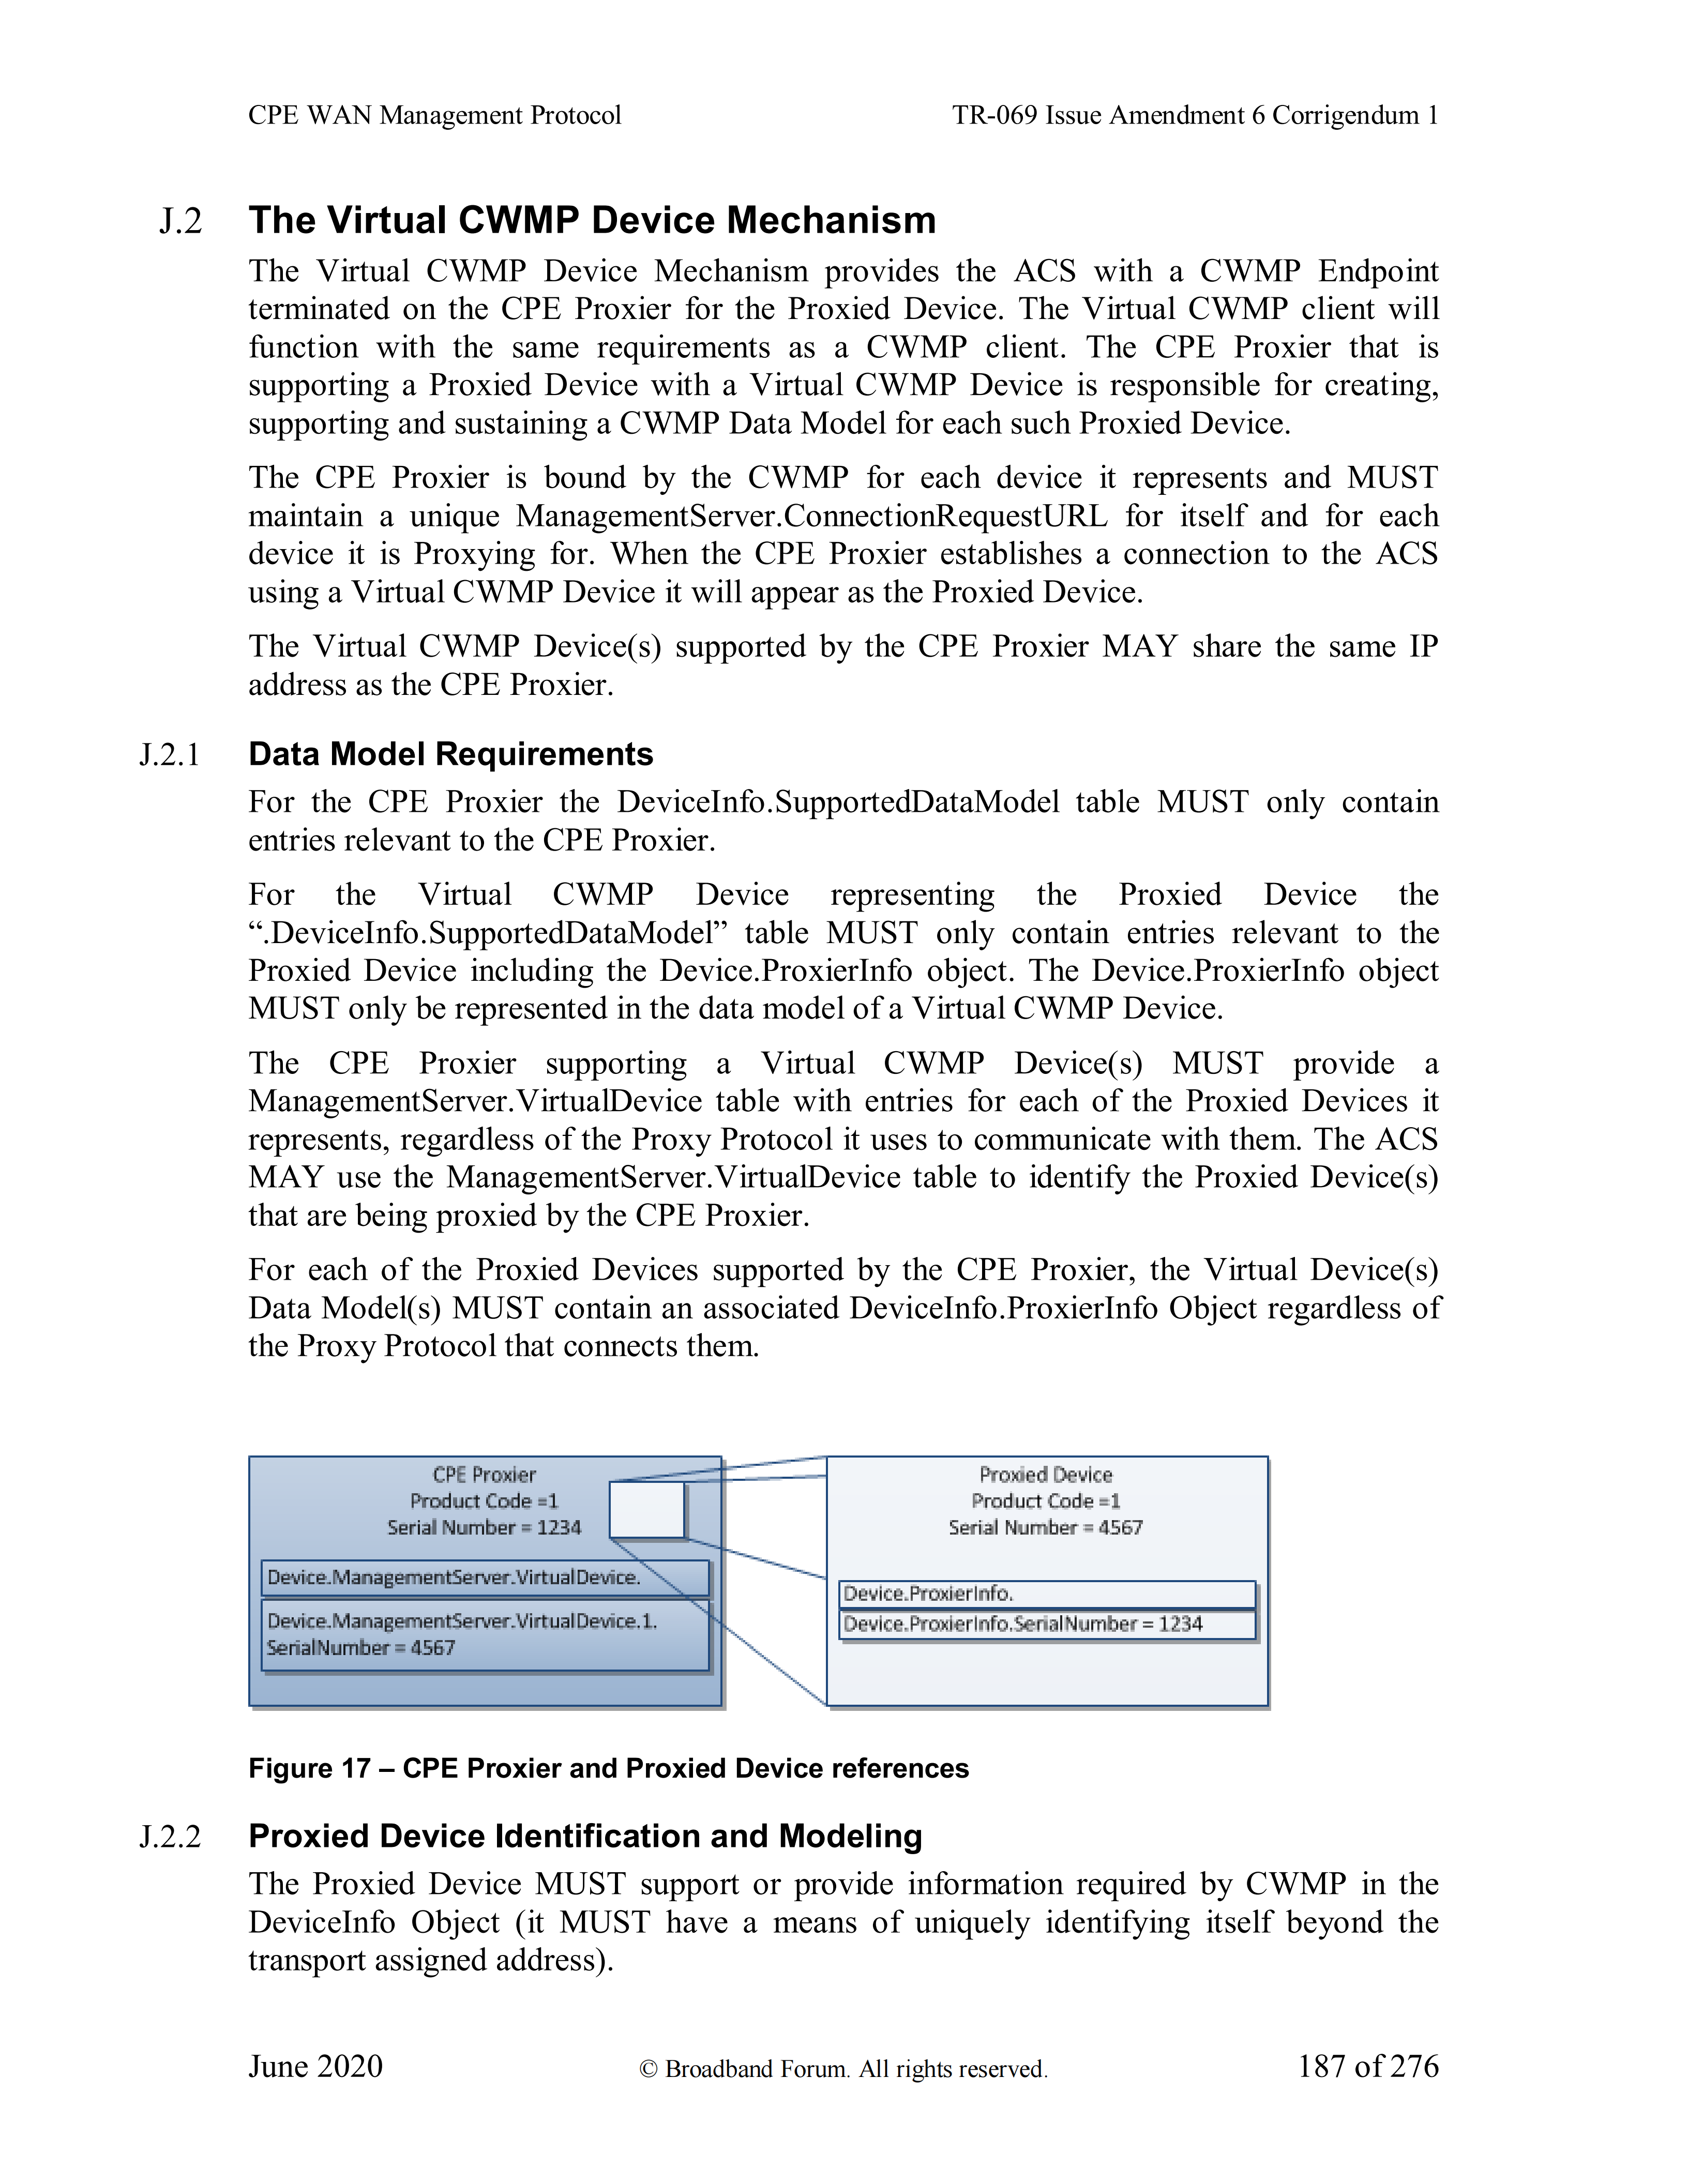 CPE WAN Management Protocol TR-069 Issue Amendment 6 Corrigendum 1
J.2 The Virtual CWMP Device Mechanism
The Virtual CWMP Device Mechanism provides the ACS with a CWMP Endpoint
terminated on the CPE Proxier for the Proxied Device. The Virtual CWMP client will
function with the same requirements as a CWMP client. The CPE Proxier that is
supporting a Proxied Device with a Virtual CWMP Device is responsible for creating,
supporting and sustaining a CWMP Data Model for each such Proxied Device.
The CPE Proxier is bound by the CWMP for each device it represents and MUST
maintain a unique ManagementServer.ConnectionRequestURL for itself and for each
device it is Proxying for. When the CPE Proxier establishes a connection to the ACS
using a Virtual CWMP Device it will appear as the Proxied Device.
The Virtual CWMP Device(s) supported by the CPE Proxier MAY share the same IP
address as the CPE Proxier.
J.2.1 Data Model Requirements
For the CPE Proxier the DeviceInfo.SupportedDataModel table MUST only contain
entries relevant to the CPE Proxier.
For the Virtual CWMP Device representing the Proxied Device the
“.DeviceInfo.SupportedDataModel” table MUST only contain entries relevant to the
Proxied Device including the Device.ProxierInfo object. The Device.ProxierInfo object
MUST only be represented in the data model of a Virtual CWMP Device.
The CPE Proxier supporting a Virtual CWMP Device(s) MUST provide a
ManagementServer.VirtualDevice table with entries for each of the Proxied Devices it
represents, regardless of the Proxy Protocol it uses to communicate with them. The ACS
MAY use the ManagementServer.VirtualDevice table to identify the Proxied Device(s)
that are being proxied by the CPE Proxier.
For each of the Proxied Devices supported by the CPE Proxier, the Virtual Device(s)
Data Model(s) MUST contain an associated DeviceInfo.ProxierInfo Object regardless of
the Proxy Protocol that connects them.
CPE Proxier
Product Code =1
Serial Number = 1234
Device.ManagementServer.VirtualDevice.
Device.ManagementServer.VirtualDevice.1.
SerialNumber = 4567
Proxied Device
Product Code =1
Serial Number = 4567
Device.ProxierInfo.
Device.ProxierInfo.SerialNumber = 1234
Figure 17 – CPE Proxier and Proxied Device references
J.2.2 Proxied Device Identification and Modeling
The Proxied Device MUST support or provide information required by CWMP in the
DeviceInfo Object (it MUST have a means of uniquely identifying itself beyond the
transport assigned address).
June 2020 © Broadband Forum. All rights reserved. 187 of 276